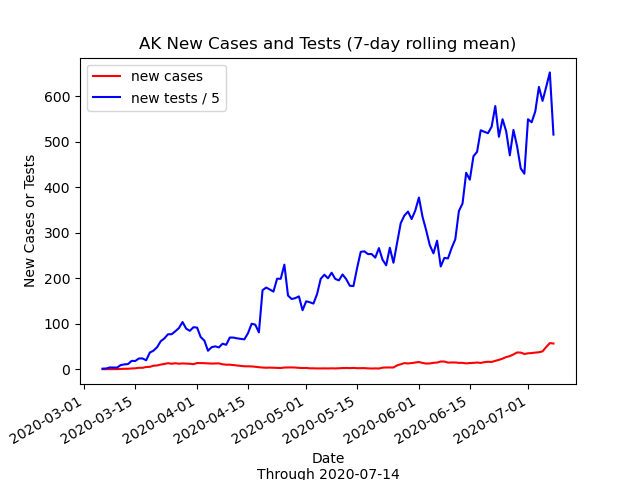 AK New Cases and Tests (7-day rolling mean)
new cases
new tests / 5
New Cases or Tests
600
500
400
300
200
100
0
2020-03-01
2020-03-15
2020-04-01
2020-04-15
2020-05-01
2020-05-15
2020-06-01
2020-06-15
2020-07-01
Date
Through 2020-07-14